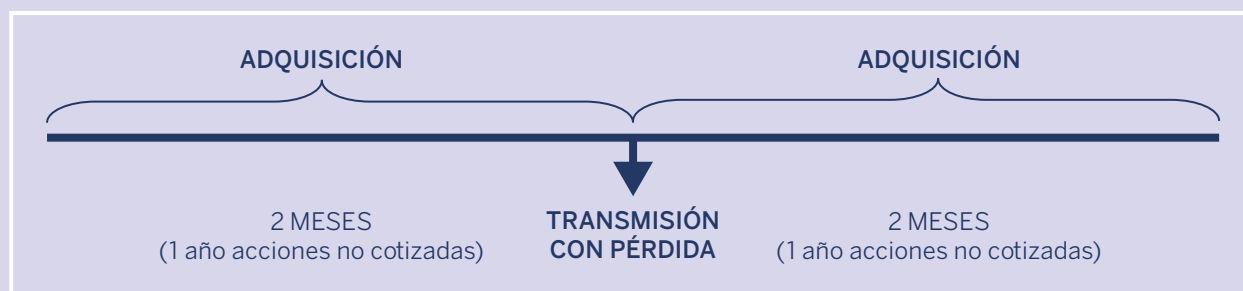 ADQUISICIÓN
ADQUISICIÓN
2 MESES
(1 año acciones no cotizadas)
TRANSMISIÓN
CON PÉRDIDA
2 MESES
(1 año acciones no cotizadas)